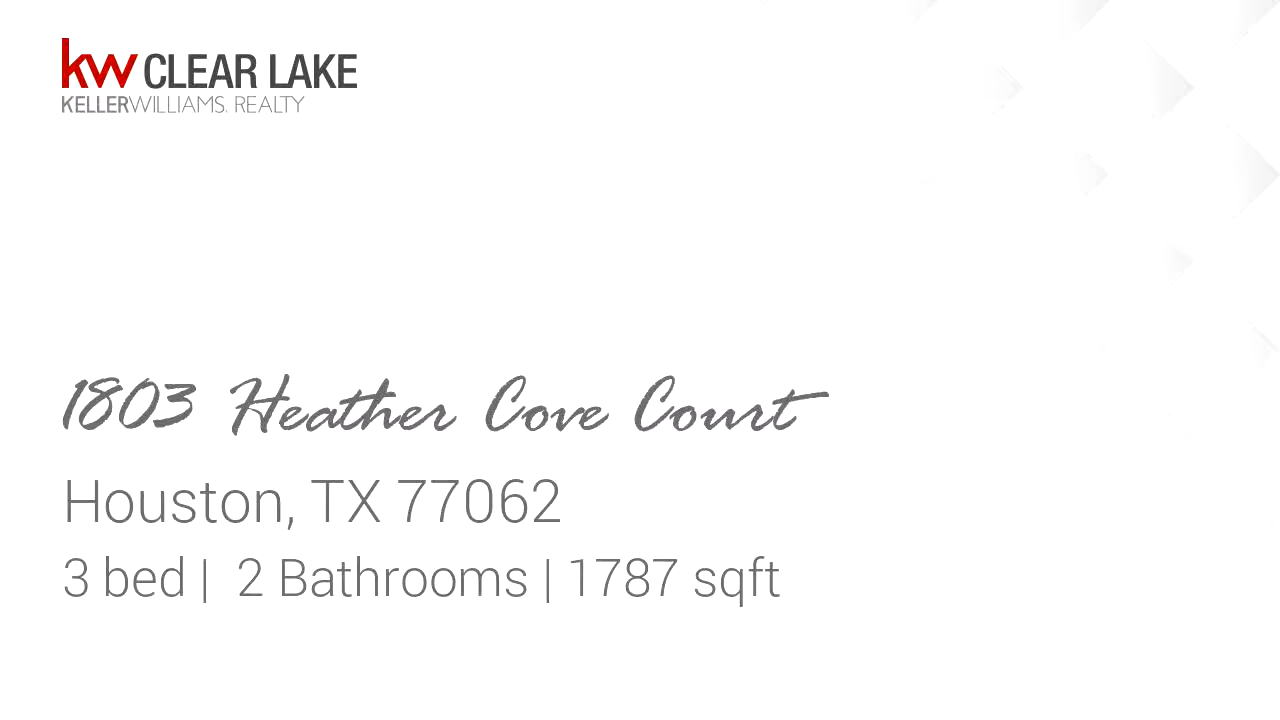 kw CLEAR LAKE
KELLERWILLIAMS. REALTY
1803 Heather Cove Court
Houston, TX 77062
3 bed | 2 Bathrooms | 1787 sqft